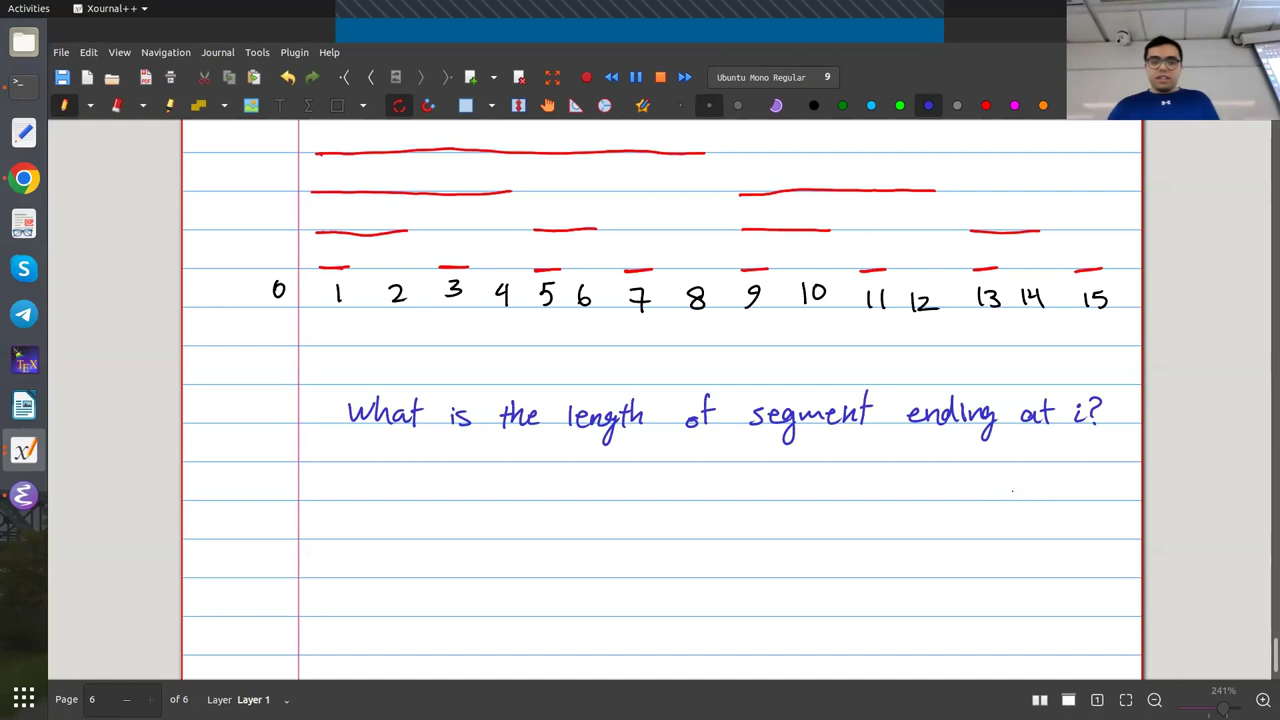 Activities Xournal++
File Edit View Navigation Journal Tools Plugin Help
Ubuntu Mono Regular 9
0 1 2 3 4 5 6 7 8 9 10 11 12 13 14 15
What is the length of segment ending at i?
Page 6 of 6 Layer Layer 1 241%